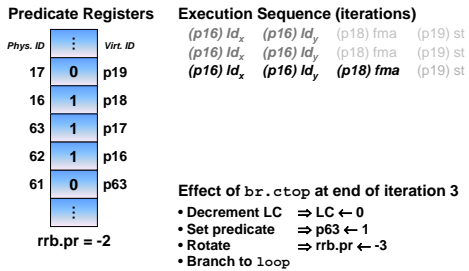 Predicate Registers
Phys. ID ⋮ Virt. ID
17 0 p19
16 1 p18
63 1 p17
62 1 p16
61 0 p63
⋮
rrb.pr = -2
Execution Sequence (iterations)
(p16) ldx (p16) ldy (p18) fma (p19) st
(p16) ldx (p16) ldy (p18) fma (p19) st
(p16) ldx (p16) ldy (p18) fma (p19) st
Effect of br.ctop at end of iteration 3
• Decrement LC ⇒ LC ← 0
• Set predicate ⇒ p63 ← 1
• Rotate ⇒ rrb.pr ← -3
• Branch to loop